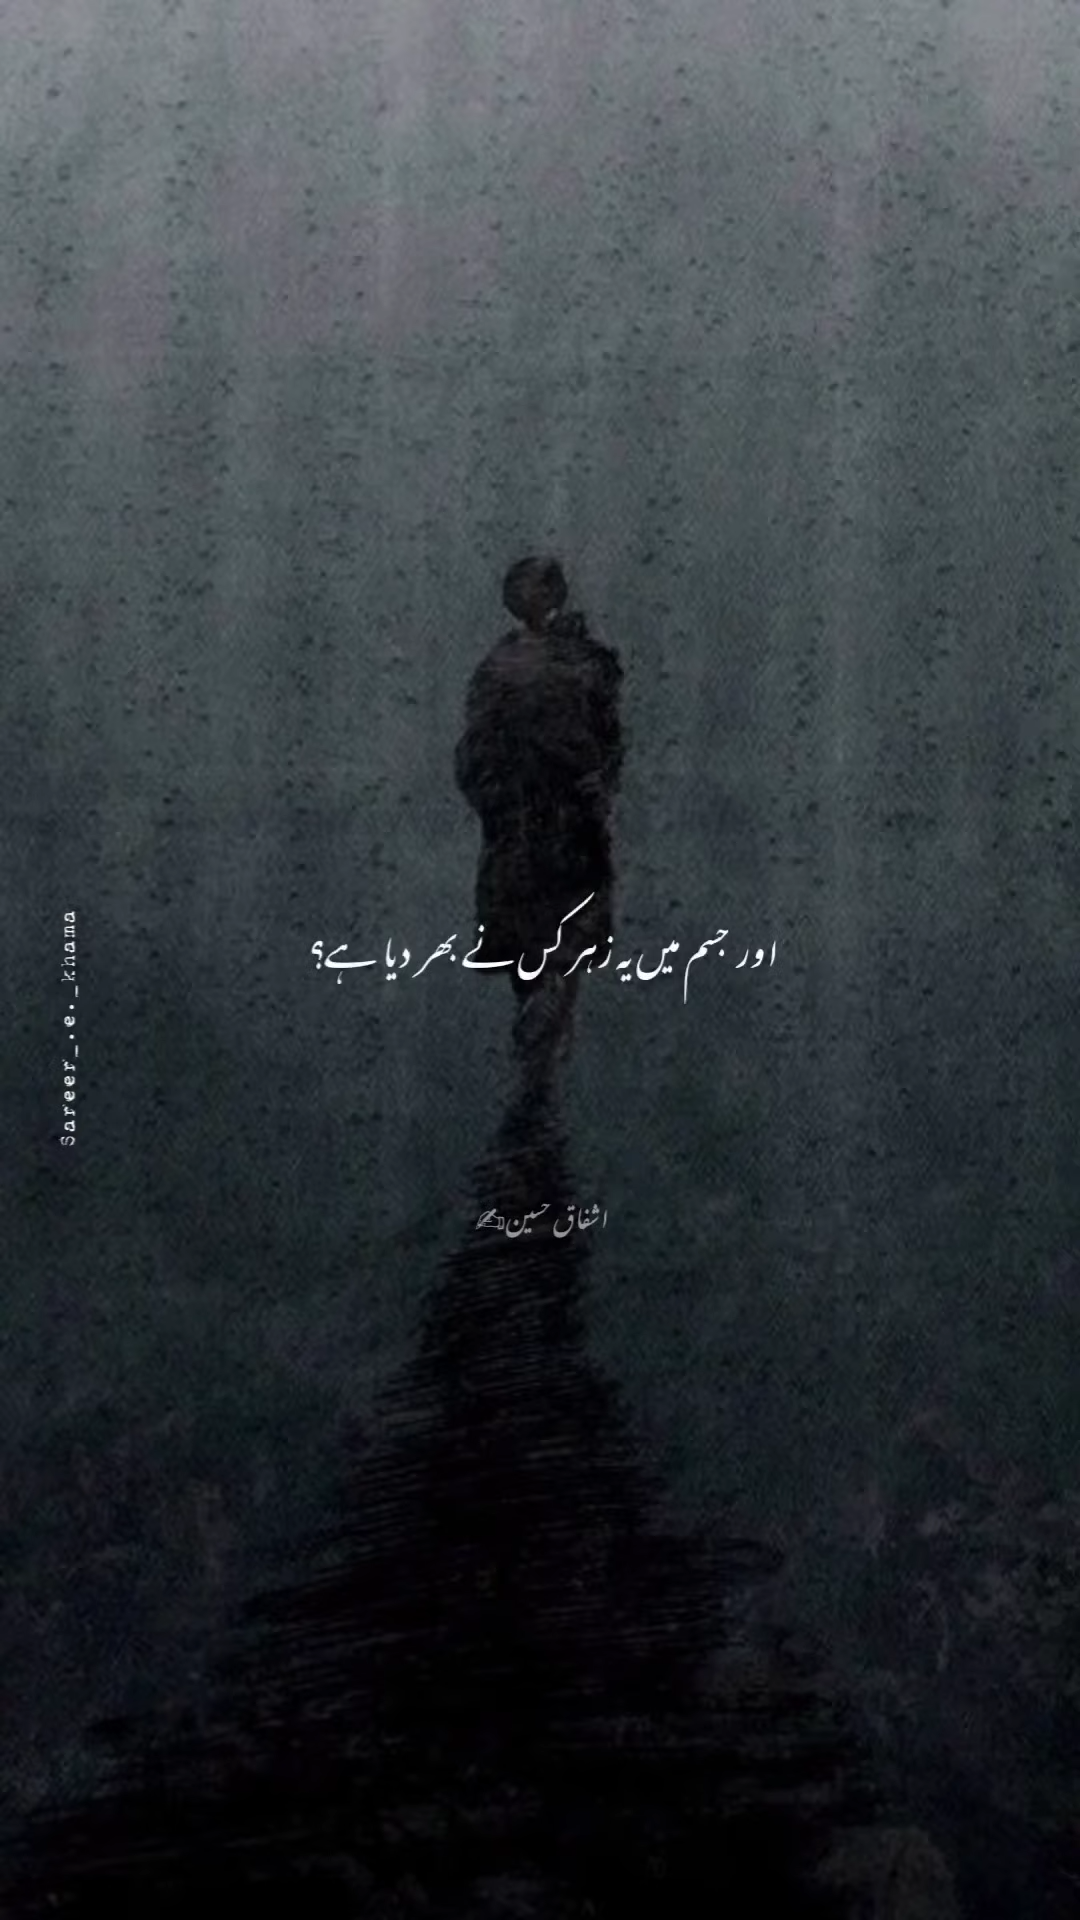 اور جسم میں یہ زہر کس نے بھر دیا ہے؟
Sareer_.e._khama
اشفاق حسین✍